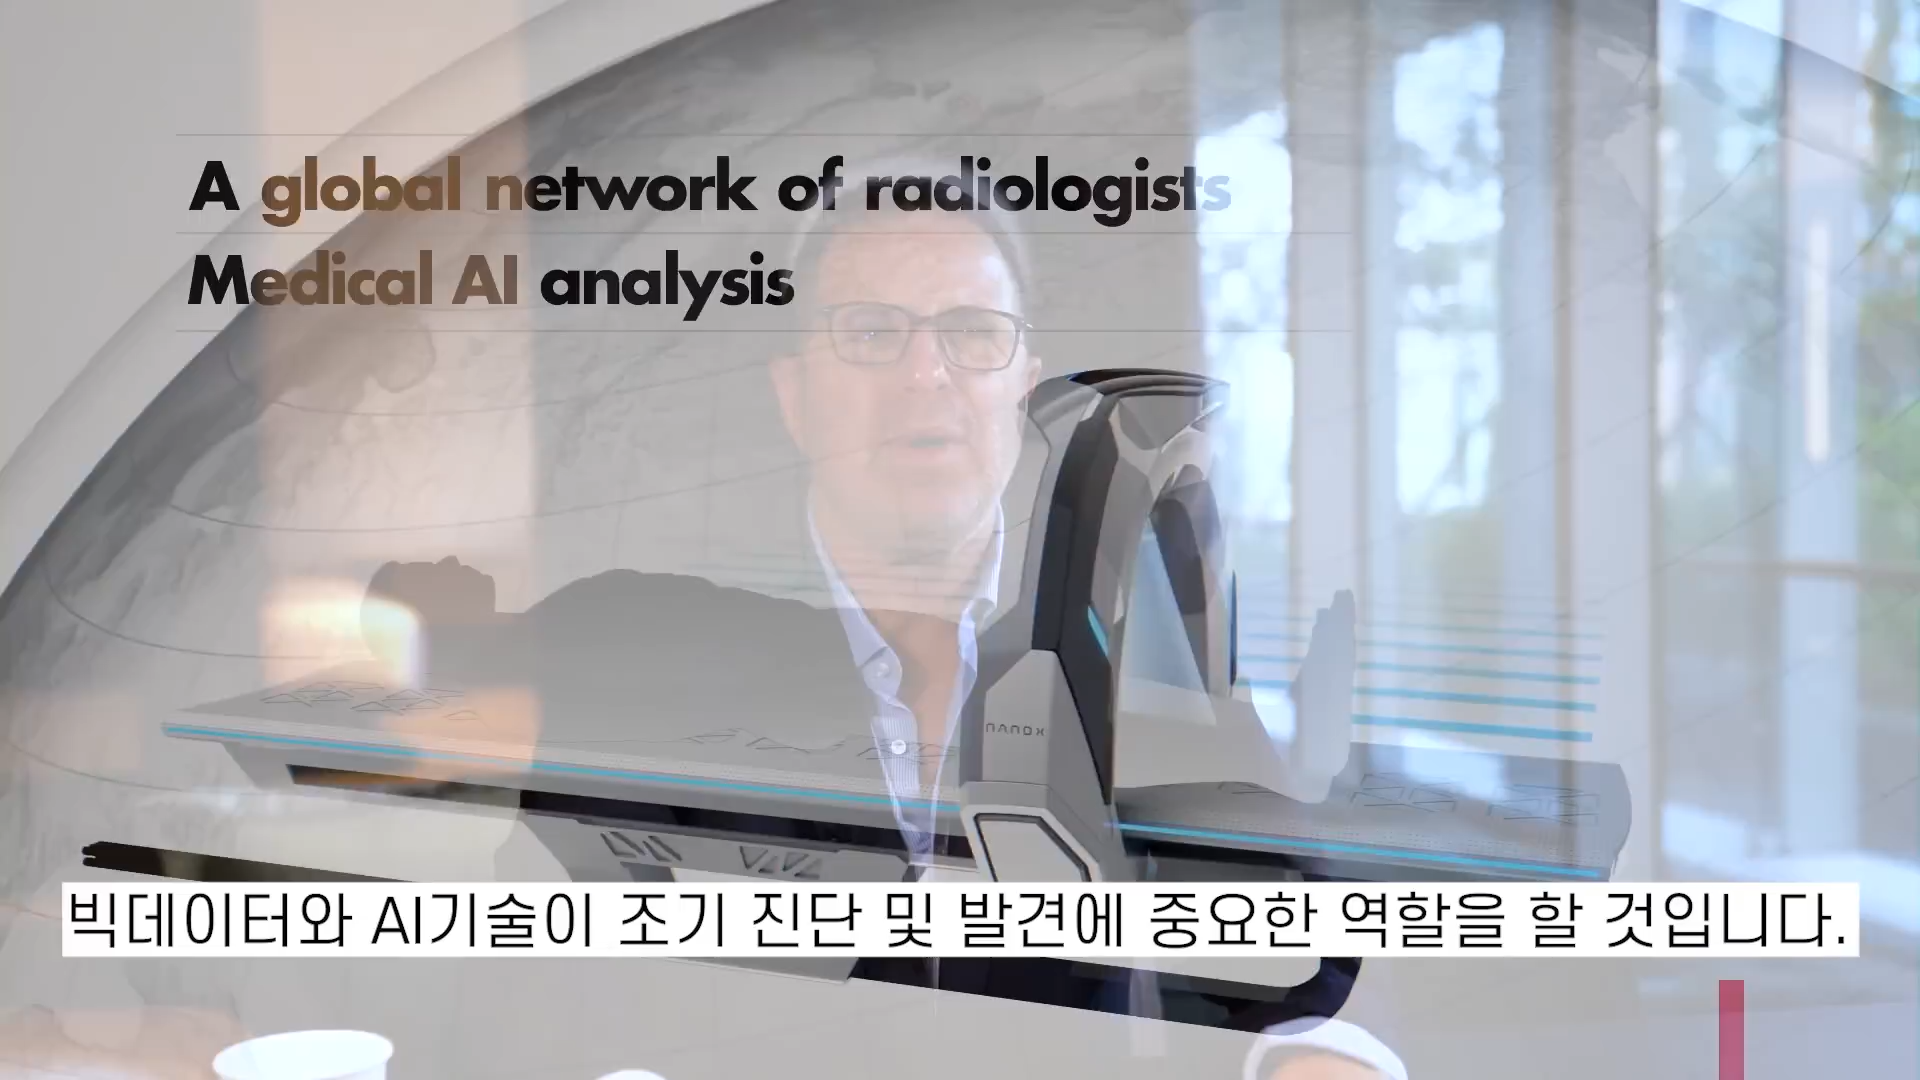 A global network of radiologists
Medical AI analysis
NANOX
빅데이터와 AI기술이 조기 진단 및 발견에 중요한 역할을 할 것입니다.